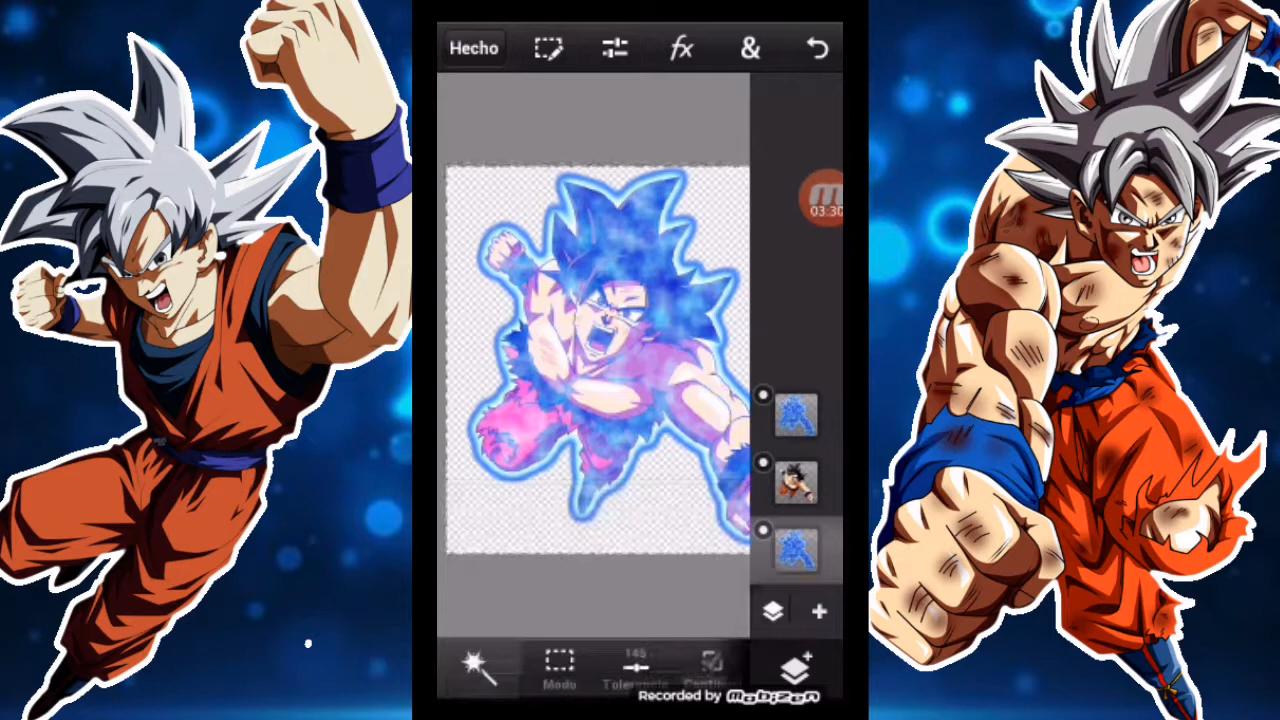 Hecho fx &
03:30
145
Modo Tolerancia
Recorded by Mobizen